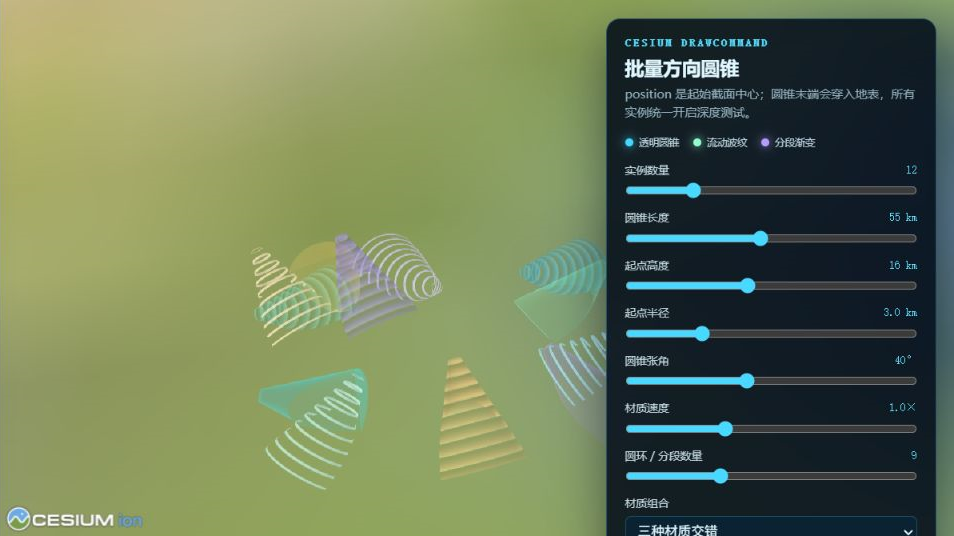 CESIUM DRAWCOMMAND
批量方向圆锥
position 是起始截面中心；圆锥末端会穿入地表，所有
实例统一开启深度测试。
透明圆锥 流动波纹 分段渐变
实例数量 12
圆锥长度 55 km
起点高度 16 km
起点半径 3.0 km
圆锥张角 40°
材质速度 1.0×
圆环 / 分段数量 9
材质组合
三种材质交错
CESIUM ion